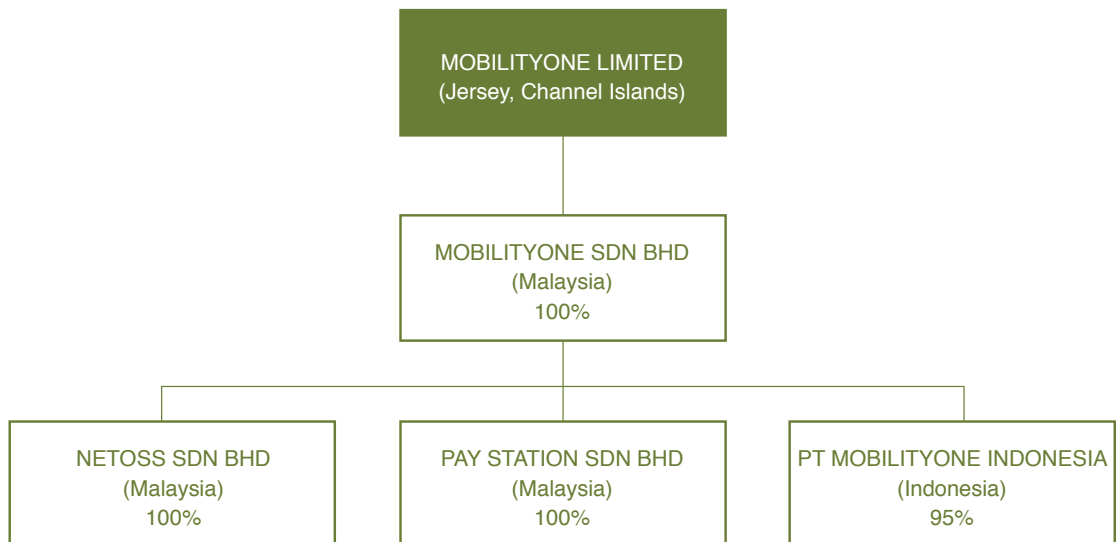 MOBILITYONE LIMITED
(Jersey, Channel Islands)
MOBILITYONE SDN BHD
(Malaysia)
100%
NETOSS SDN BHD
(Malaysia)
100%
PAY STATION SDN BHD
(Malaysia)
100%
PT MOBILITYONE INDONESIA
(Indonesia)
95%